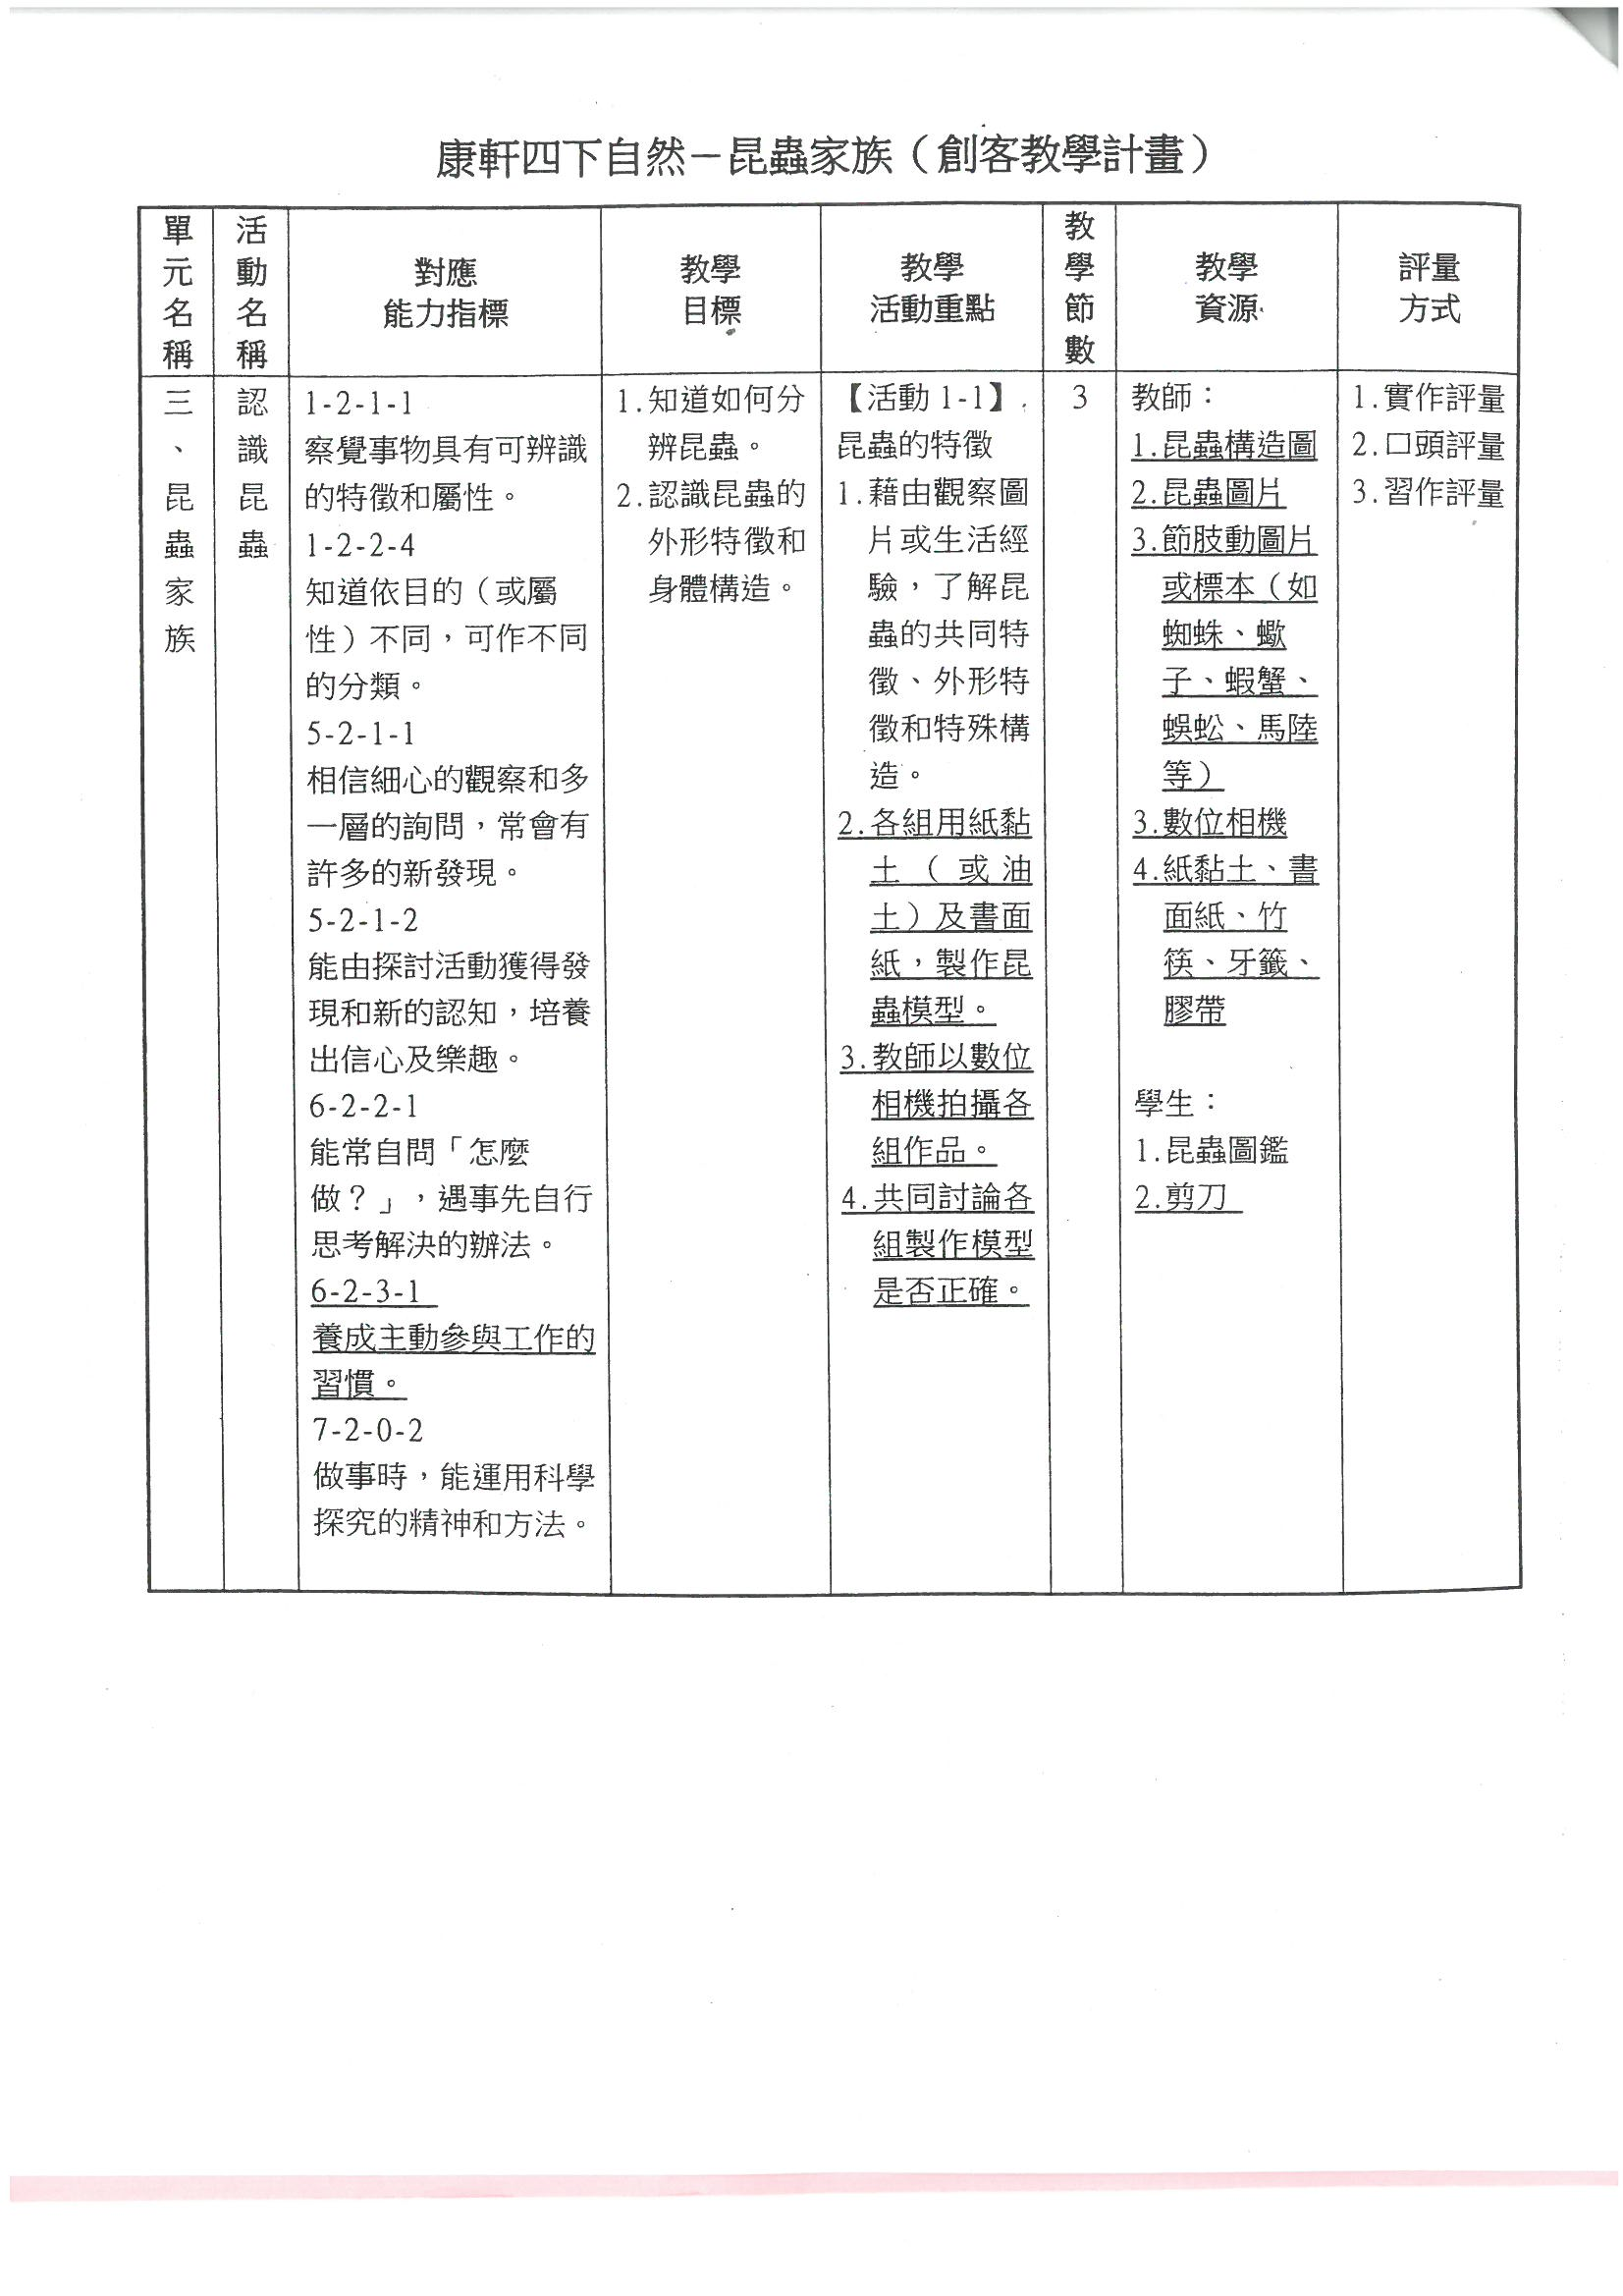 康軒四下自然－昆蟲家族（創客教學計畫）
單元名稱
活動名稱
對應
能力指標
教學
目標
教學
活動重點
教學節數
教學
資源
評量
方式
三、昆蟲家族
認識昆蟲
1-2-1-1
察覺事物具有可辨識
的特徵和屬性。
1-2-2-4
知道依目的（或屬
性）不同，可作不同
的分類。
5-2-1-1
相信細心的觀察和多
一層的詢問，常會有
許多的新發現。
5-2-1-2
能由探討活動獲得發
現和新的認知，培養
出信心及樂趣。
6-2-2-1
能常自問「怎麼
做？」，遇事先自行
思考解決的辦法。
6-2-3-1
養成主動參與工作的
習慣。
7-2-0-2
做事時，能運用科學
探究的精神和方法。
1.知道如何分
辨昆蟲。
2.認識昆蟲的
外形特徵和
身體構造。
【活動 1-1】
昆蟲的特徵
1.藉由觀察圖
片或生活經
驗，了解昆
蟲的共同特
徵、外形特
徵和特殊構
造。
2.各組用紙黏
土（或油
土）及書面
紙，製作昆
蟲模型。
3.教師以數位
相機拍攝各
組作品。
4.共同討論各
組製作模型
是否正確。
3
教師：
1.昆蟲構造圖
2.昆蟲圖片
3.節肢動圖片
或標本（如
蜘蛛、蠍
子、蝦蟹、
蜈蚣、馬陸
等）
3.數位相機
4.紙黏土、書
面紙、竹
筷、牙籤、
膠帶
學生：
1.昆蟲圖鑑
2.剪刀
1.實作評量
2.口頭評量
3.習作評量